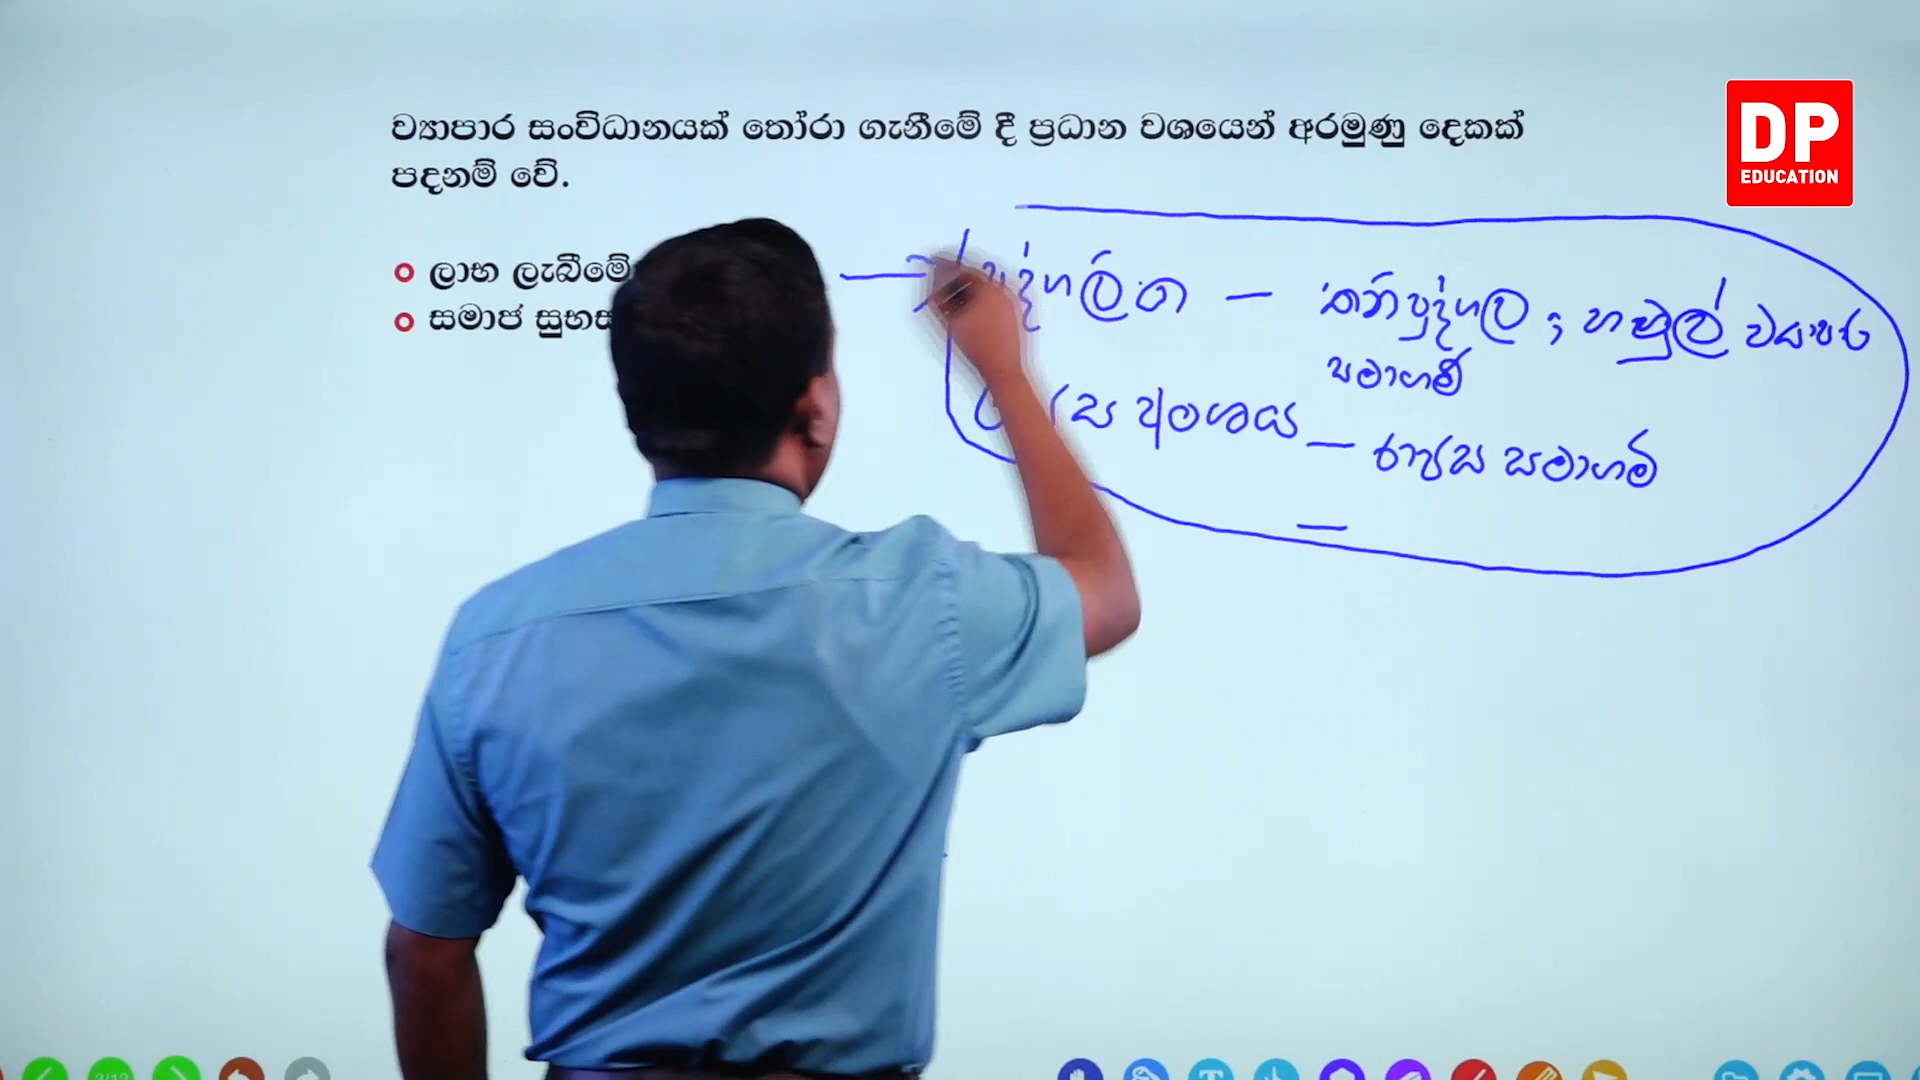 ව්‍යාපාර සංවිධානයක් තෝරා ගැනීමේ දී ප්‍රධාන වශයෙන් අරමුණු දෙකක්
පදනම් වේ.
DP
EDUCATION
ලාභ ලැබීමේ
සමාජ සුභස
පුද්ගලික – තනි පුද්ගල , හවුල් ව්‍යාපාර
සමාගම්
අංශය – රාජ්‍ය සමාගම්